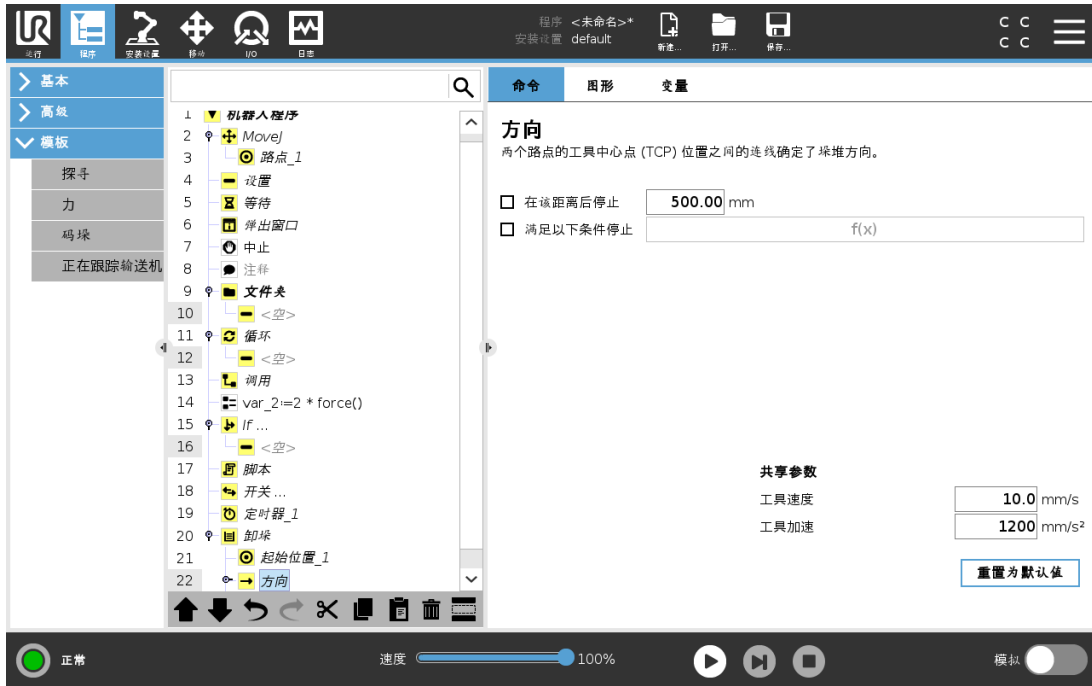 UR
运行
程序
安装设置
移动
I/O
日志
程序 <未命名>*
安装设置 default
新建...
打开...
保存...
C C
C C
基本
高级
模板
探寻
力
码垛
正在跟踪输送机
1 机器人程序
2 MoveJ
3 路点_1
4 设置
5 等待
6 弹出窗口
7 中止
8 注释
9 文件夹
10 <空>
11 循环
12 <空>
13 调用
14 var_2≔2 * force()
15 If ...
16 <空>
17 脚本
18 开关 ...
19 定时器_1
20 卸垛
21 起始位置_1
22 方向
命令 图形 变量
方向
两个路点的工具中心点 (TCP) 位置之间的连线确定了垛堆方向。
在该距离后停止 500.00 mm
满足以下条件停止 f(x)
共享参数
工具速度 10.0 mm/s
工具加速 1200 mm/s²
重置为默认值
正常
速度 100%
模拟